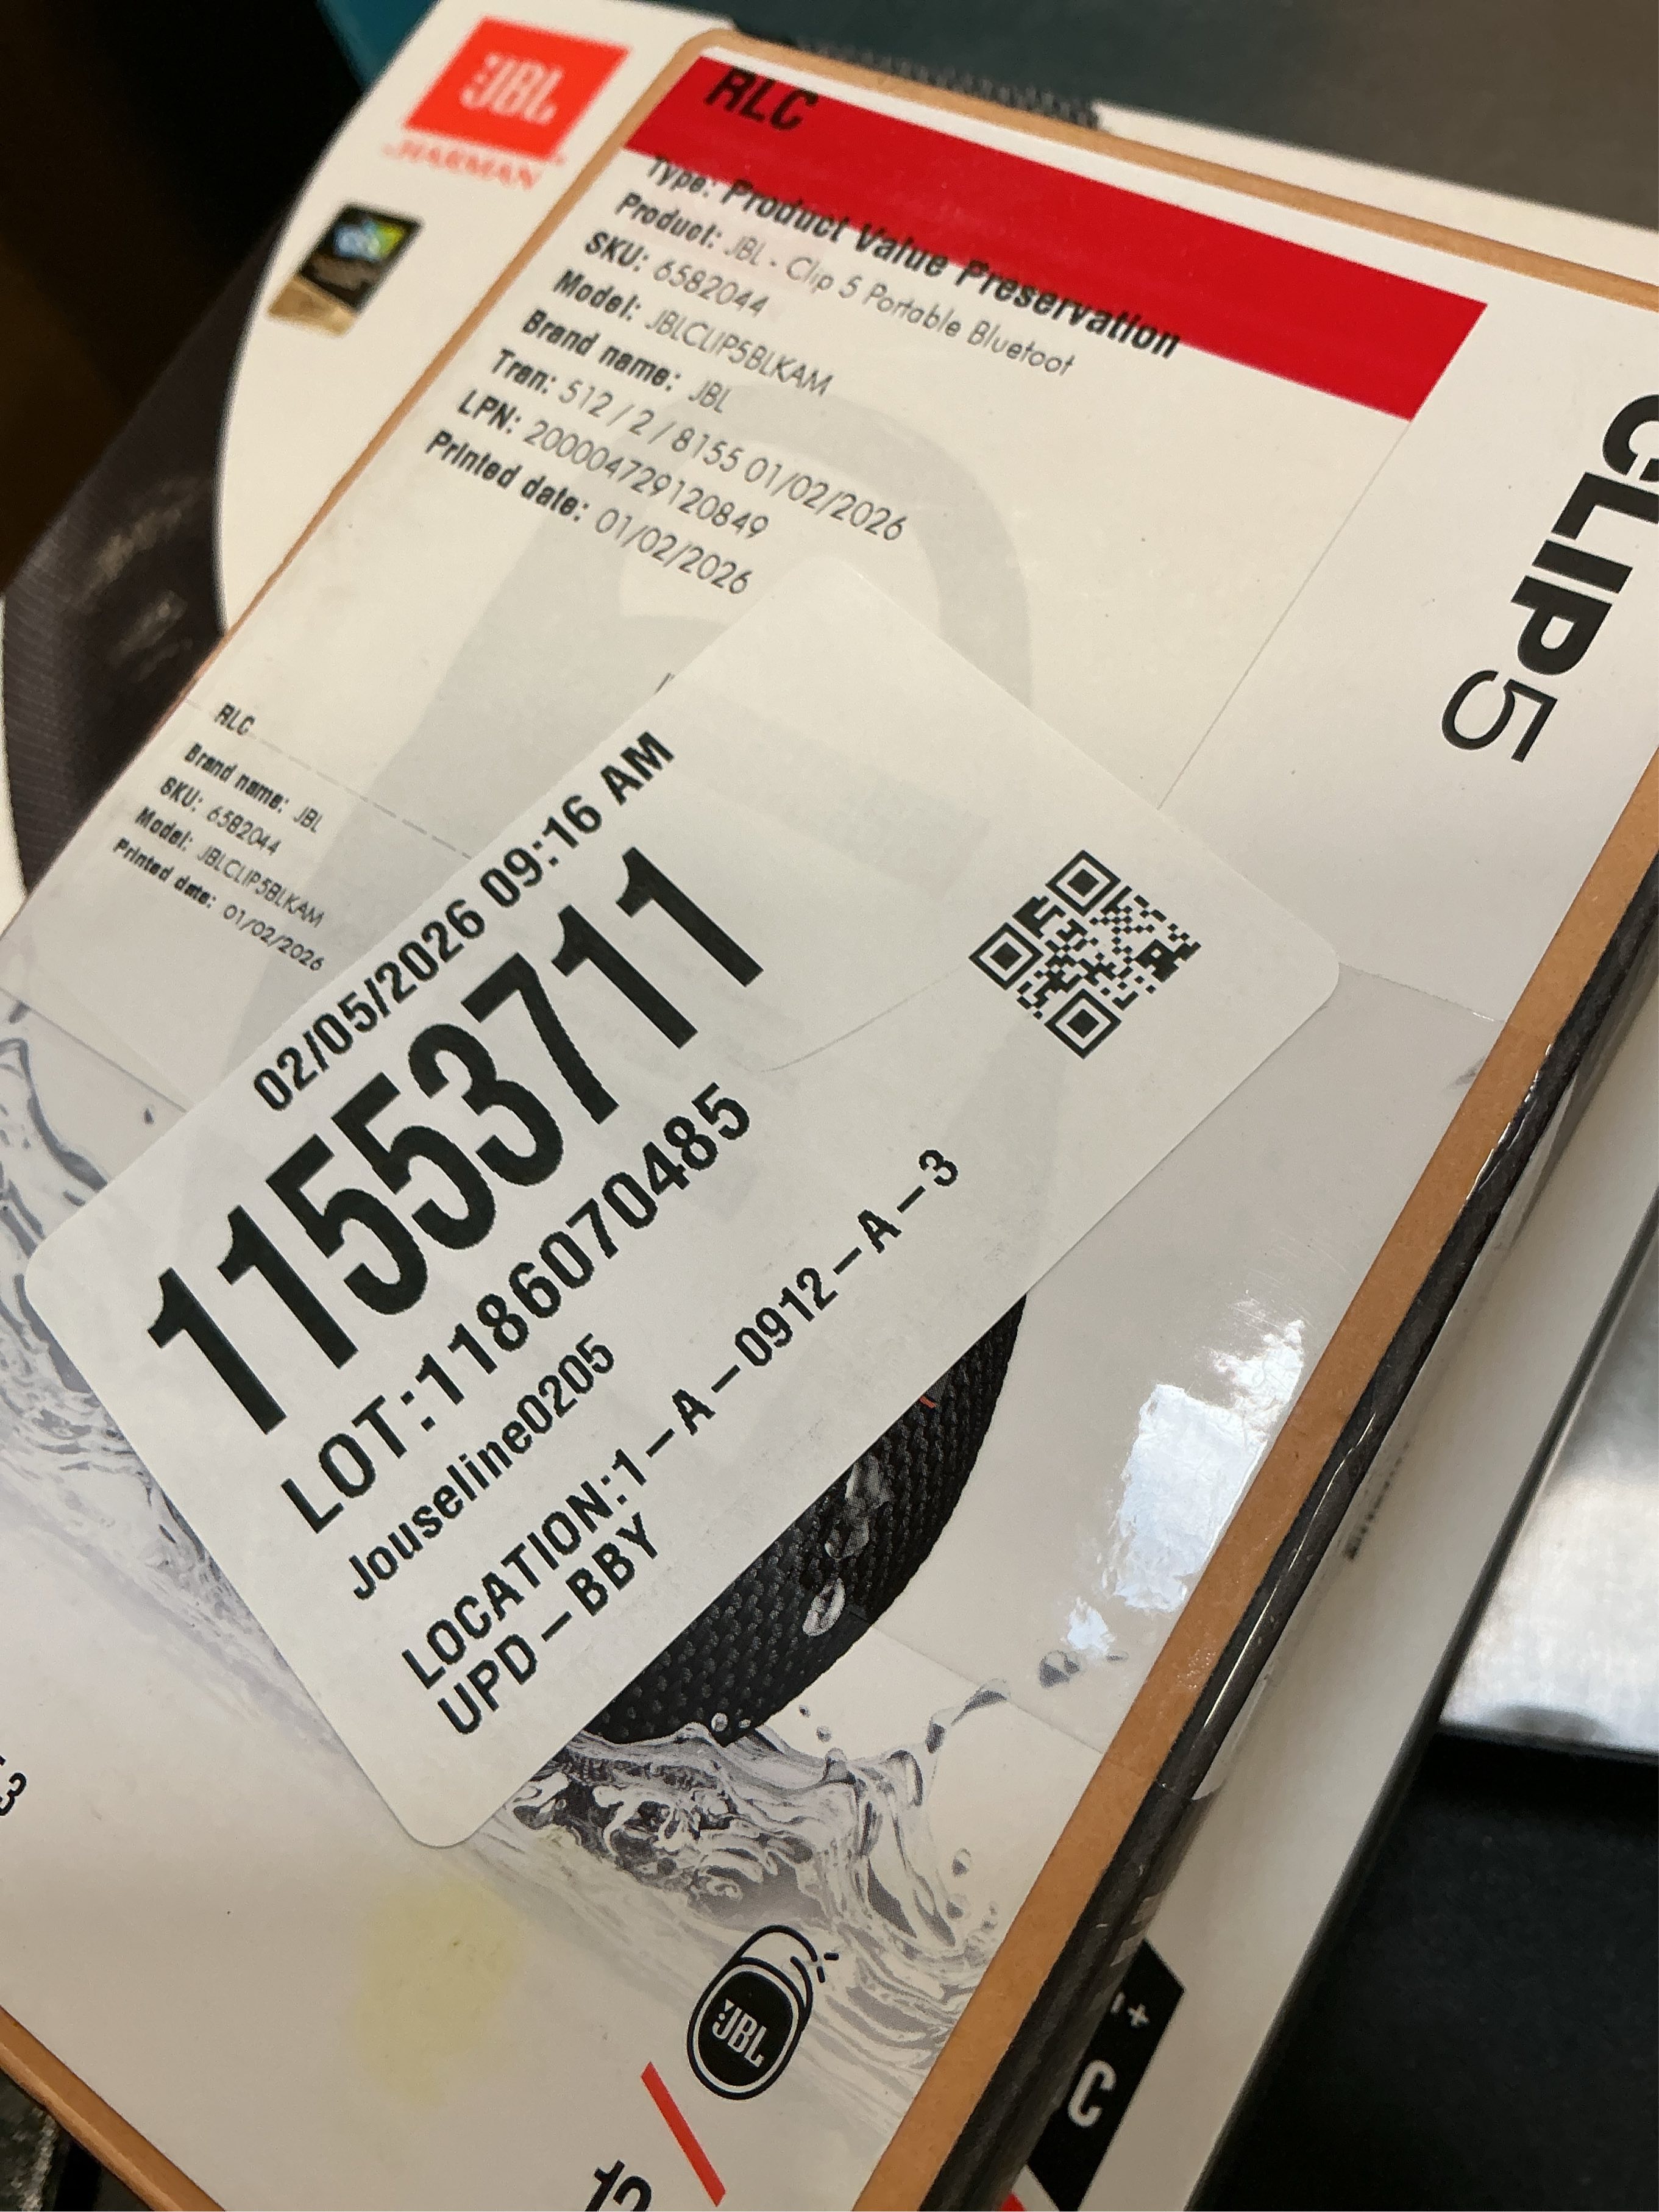 JBL
HARMAN
RLC
Type: Product Value Preservation
Product: JBL - Clip 5 Portable Bluetoot
SKU: 6582044
Model: JBLCLIP5BLKAM
Brand name: JBL
Tran: 512 / 2 / 8155 01/02/2026
LPN: 200004729120849
Printed date: 01/02/2026
CLIP5
RLC
Brand name: JBL
SKU: 6582044
Model: JBLCLIP5BLKAM
Printed date: 01/02/2026
02/05/2026 09:16 AM
11553711
LOT:1186070485
Jouseline0205
LOCATION:1-A-0912-A-3
UPD-BBY
JBL
C